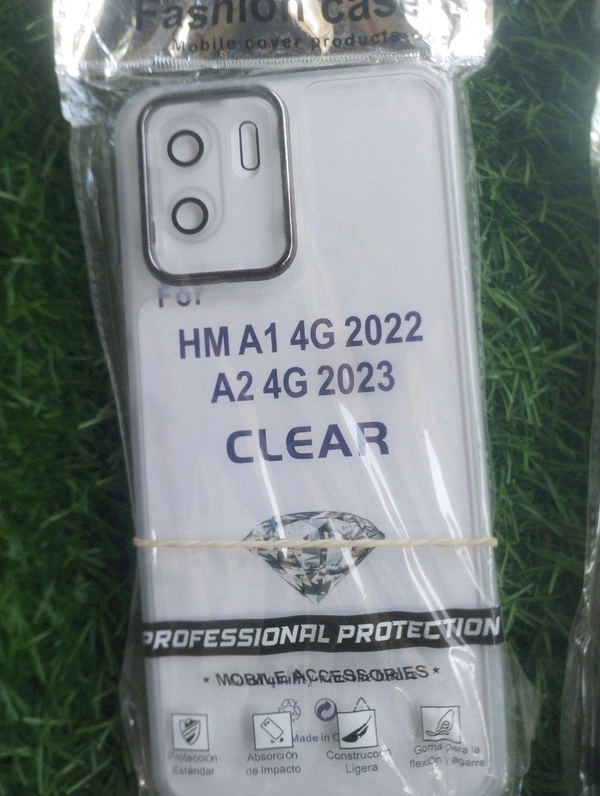 Fashion case
Mobile cover products
For
HM A1 4G 2022
A2 4G 2023
CLEAR
PROFESSIONAL PROTECTION
* MOBILE ACCESSORIES *
Made in
Protección
Estándar
Absorción
de Impacto
Construcción
Ligera
Goma para la
flexión y agarre